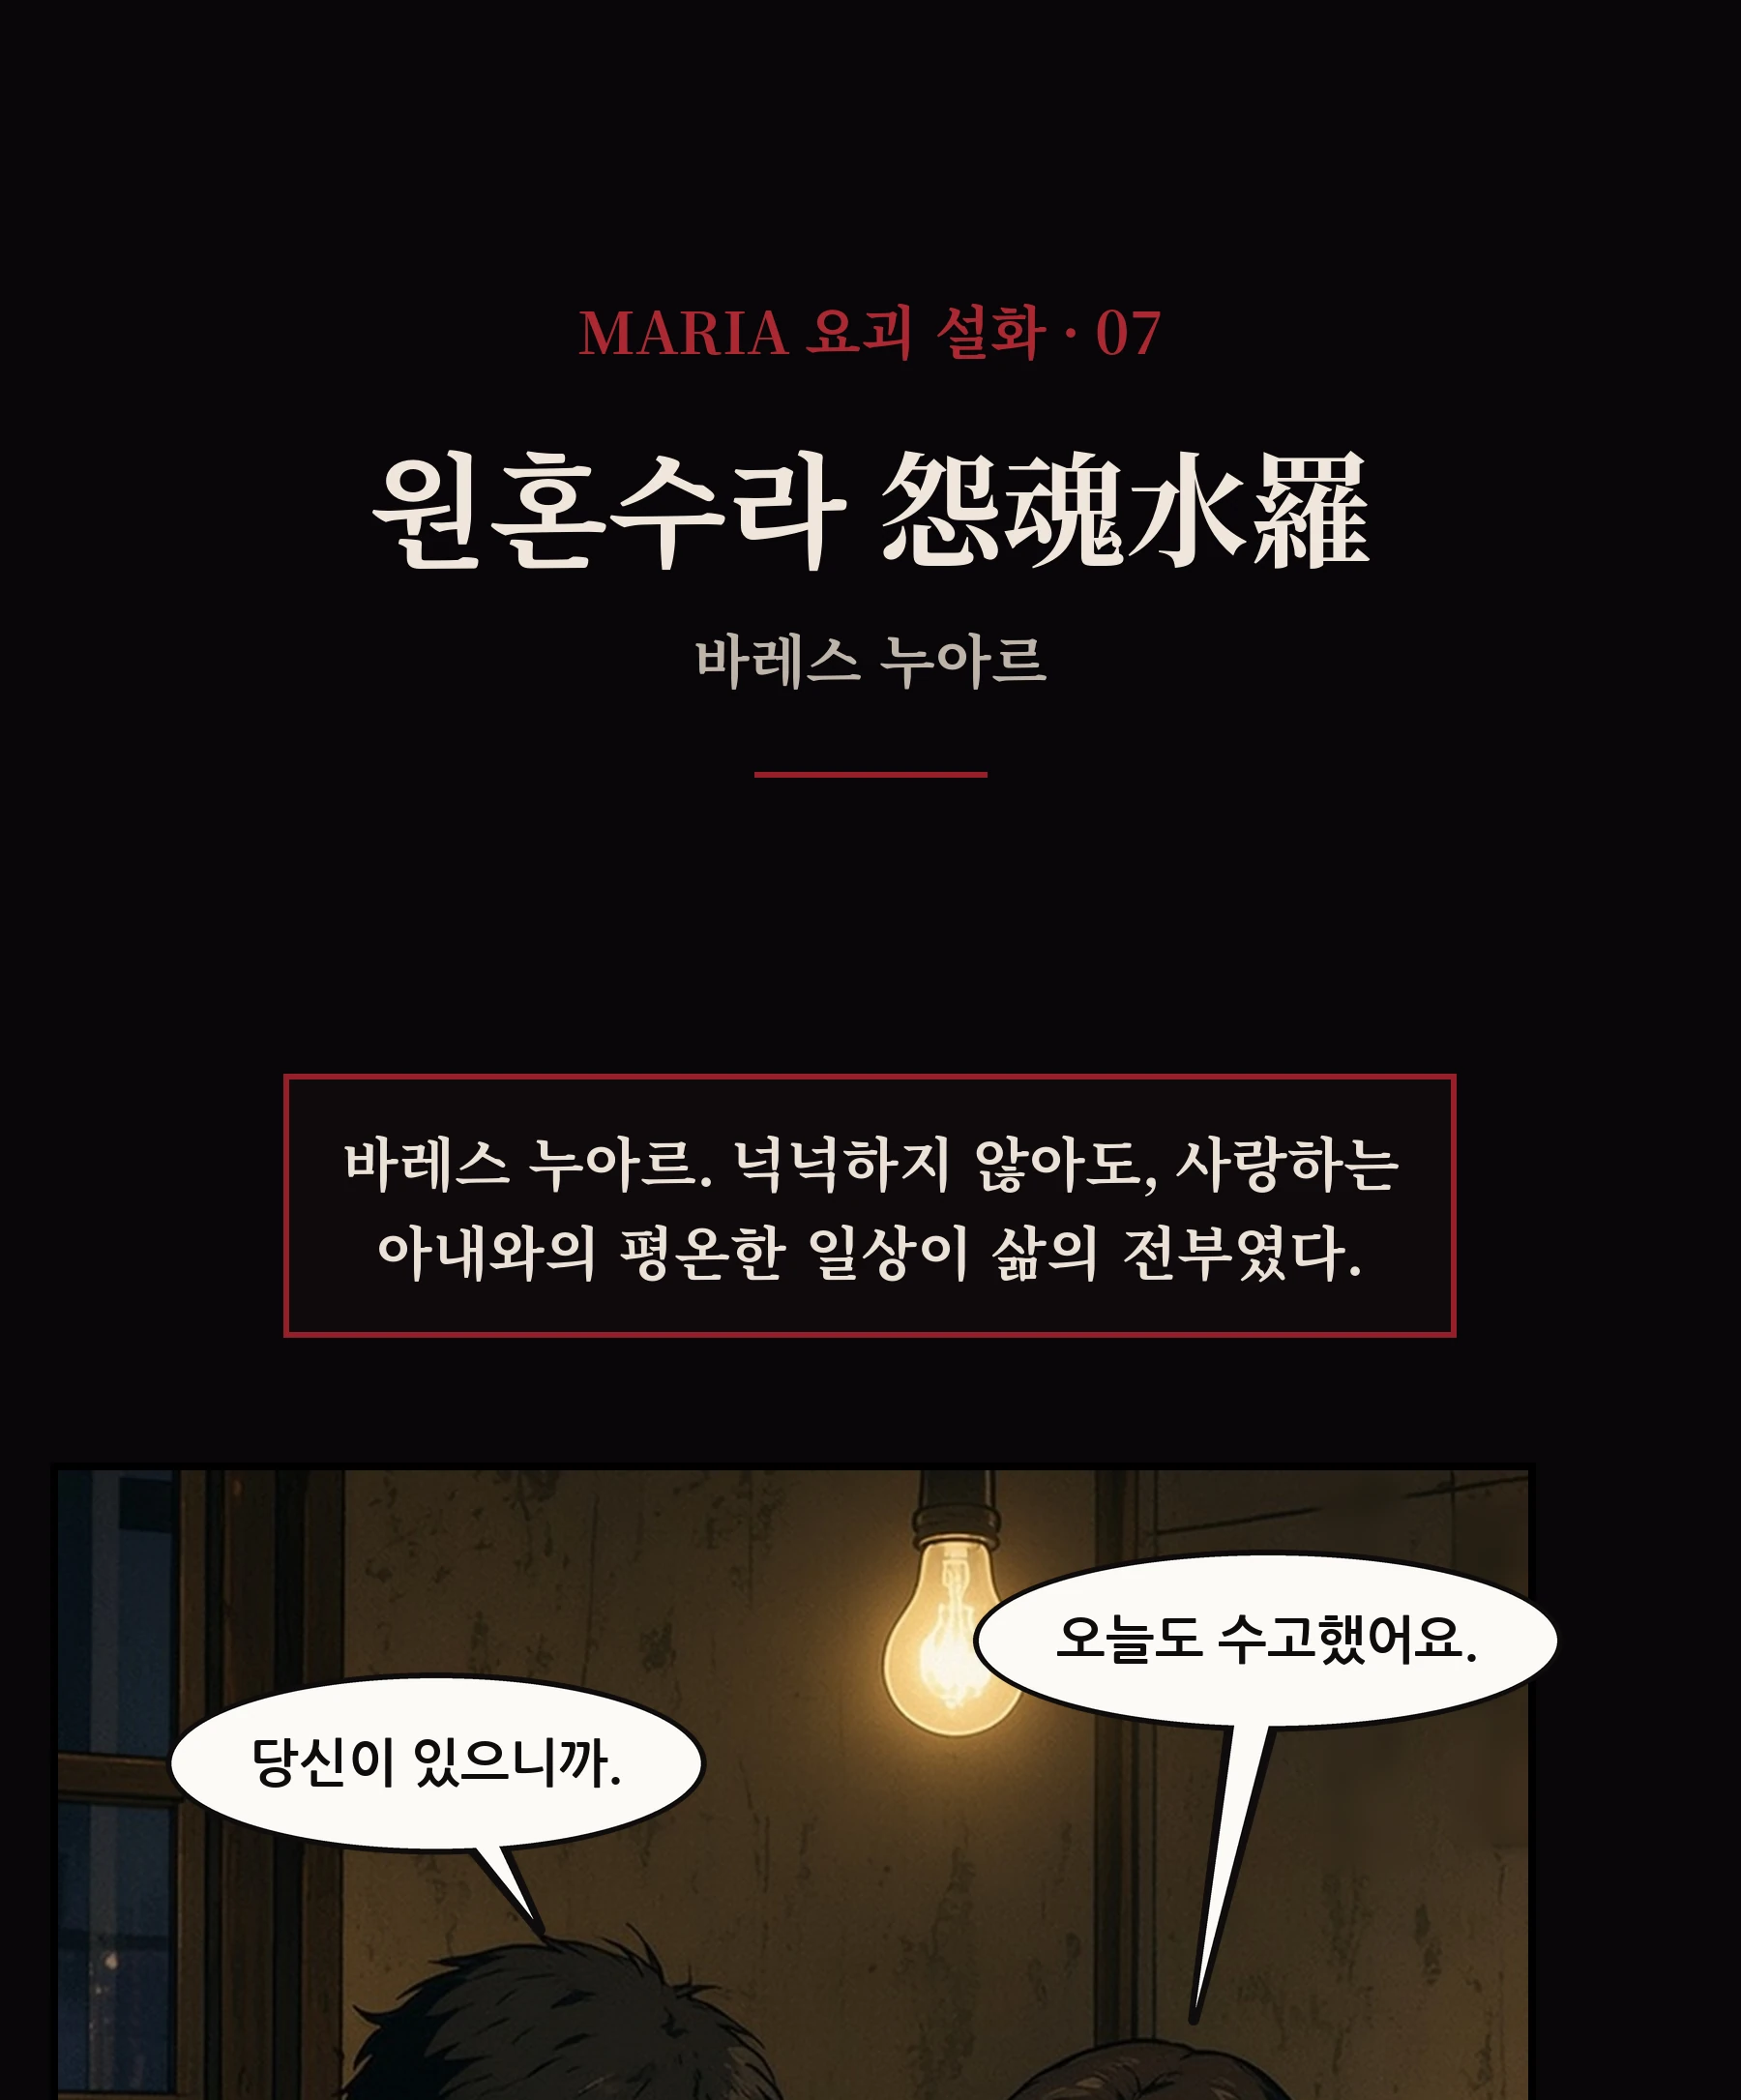 MARIA 요괴 설화 · 07
원혼수라 怨魂水羅
바레스 누아르
바레스 누아르. 넉넉하지 않아도, 사랑하는
아내와의 평온한 일상이 삶의 전부였다.
오늘도 수고했어요.
당신이 있으니까.